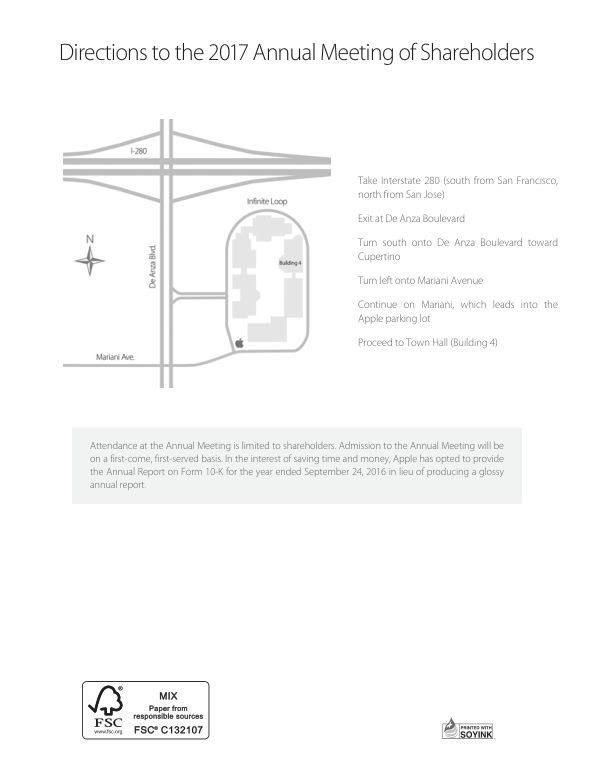 Directions to the 2017 Annual Meeting of Shareholders
I-280
Infinite Loop
N
De Anza Blvd.
Building 4
Mariani Ave.
Take Interstate 280 (south from San Francisco,
north from San Jose)
Exit at De Anza Boulevard
Turn south onto De Anza Boulevard toward
Cupertino
Turn left onto Mariani Avenue
Continue on Mariani, which leads into the
Apple parking lot
Proceed to Town Hall (Building 4)
Attendance at the Annual Meeting is limited to shareholders. Admission to the Annual Meeting will be
on a first-come, first-served basis. In the interest of saving time and money, Apple has opted to provide
the Annual Report on Form 10-K for the year ended September 24, 2016 in lieu of producing a glossy
annual report.
®
FSC
www.fsc.org
MIX
Paper from
responsible sources
FSC® C132107
PRINTED WITH
SOYINK